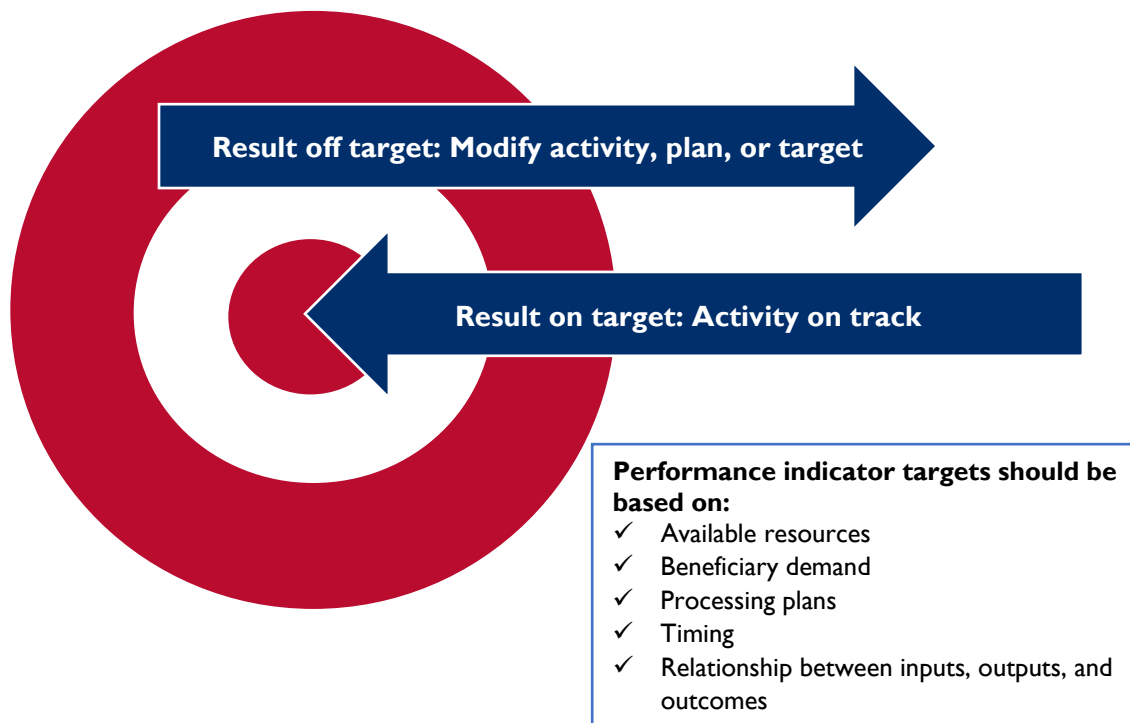 Result off target: Modify activity, plan, or target
Result on target: Activity on track
Performance indicator targets should be
based on:
✓ Available resources
✓ Beneficiary demand
✓ Processing plans
✓ Timing
✓ Relationship between inputs, outputs, and
outcomes